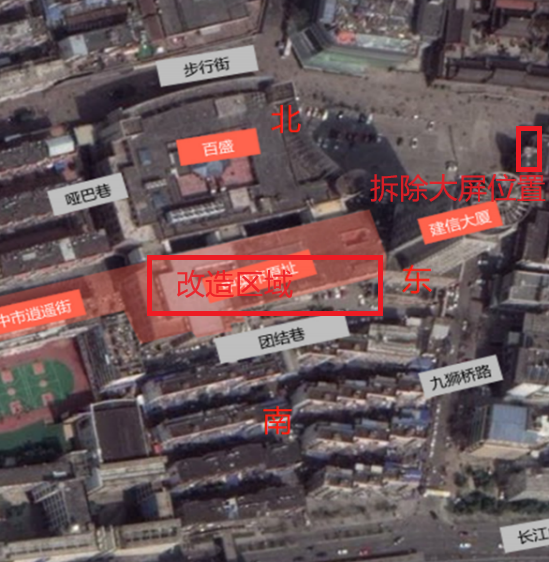 步行街
北
百盛
拆除大屏位置
哑巴巷
建信大厦
改造区域
原址
东
中市逍遥街
团结巷
九狮桥路
南
长江